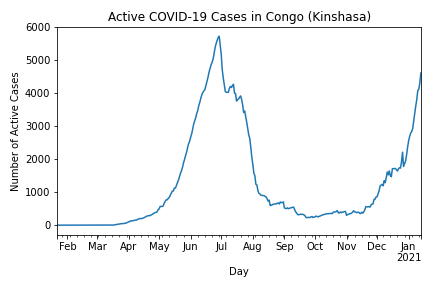 Active COVID-19 Cases in Congo (Kinshasa)
6000
5000
4000
3000
2000
1000
0
Number of Active Cases
Feb Mar Apr May Jun Jul Aug Sep Oct Nov Dec Jan
2021
Day